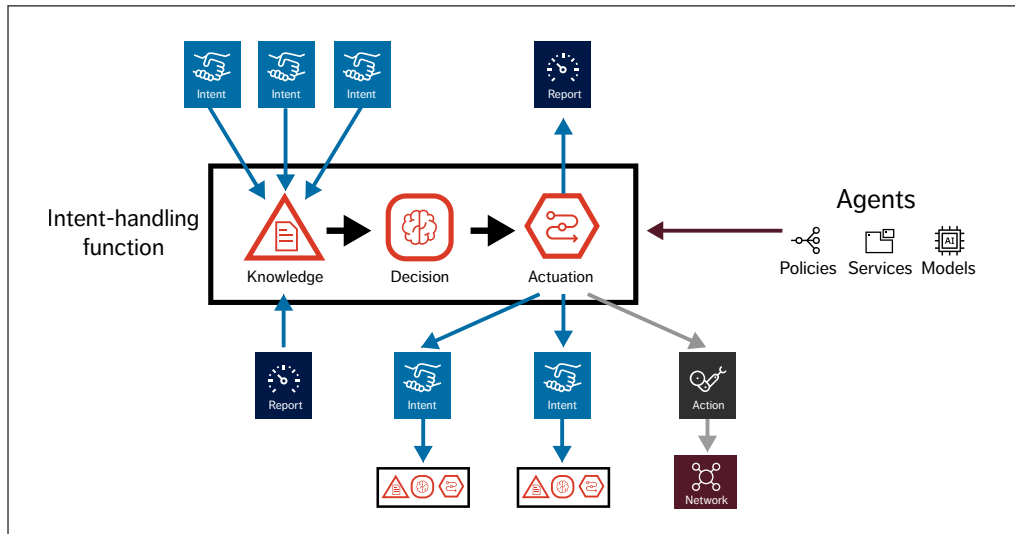 Intent
Intent
Intent
Report
Intent-handling
function
Knowledge
Decision
Actuation
Agents
Policies
Services
AI
Models
Report
Intent
Intent
Action
Network